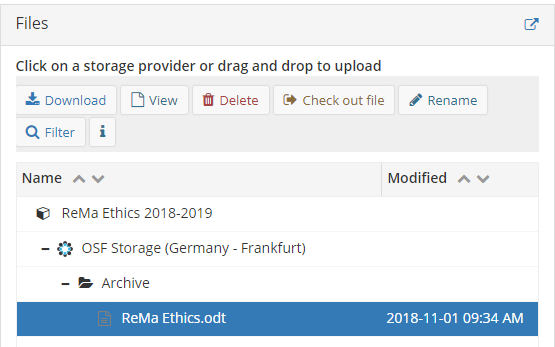 Files
Click on a storage provider or drag and drop to upload
Download View Delete Check out file Rename
Filter i
Name Modified
ReMa Ethics 2018-2019
OSF Storage (Germany - Frankfurt)
Archive
ReMa Ethics.odt 2018-11-01 09:34 AM